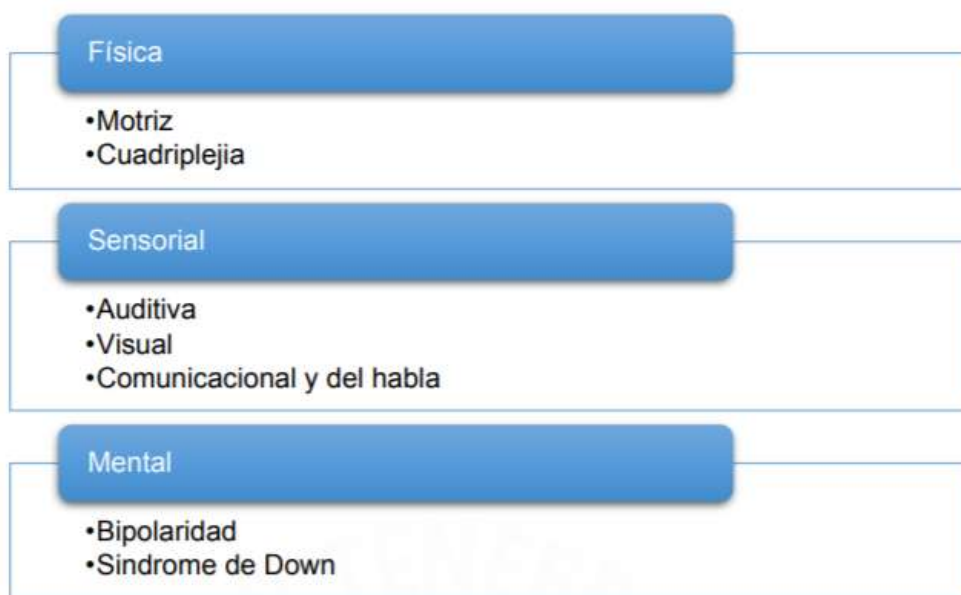 Física
•Motriz
•Cuadriplejia
Sensorial
•Auditiva
•Visual
•Comunicacional y del habla
Mental
•Bipolaridad
•Sindrome de Down